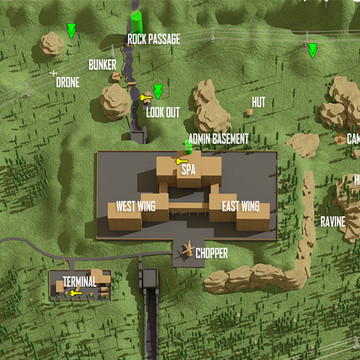 ROCK PASSAGE
BUNKER
DRONE
LOOK OUT
HUT
ADMIN BASEMENT
SPA
WEST WING
EAST WING
RAVINE
CHOPPER
TERMINAL